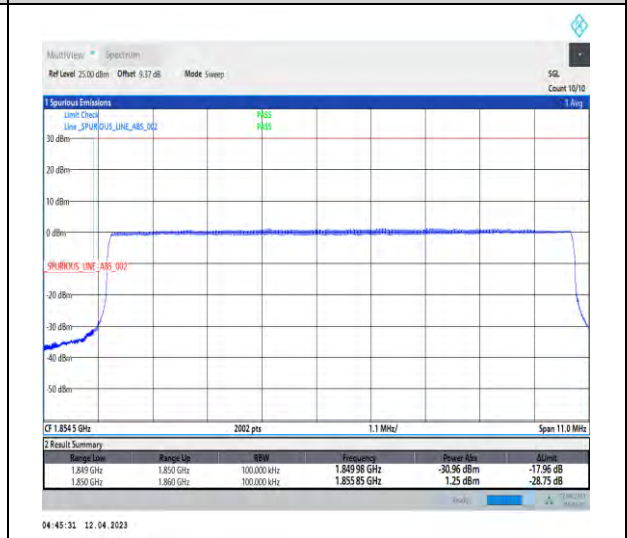 MultiView Spectrum
Ref Level 25.00 dBm Offset 9.37 dB Mode Sweep SGL
Count 10/10
1 Spurious Emissions 1 Avg
Limit Check PASS
Line _SPURIOUS_LINE_ABS_002 PASS
30 dBm
20 dBm
10 dBm
0 dBm
_SPURIOUS_LINE_ABS_002
-20 dBm
-30 dBm
-40 dBm
-50 dBm
CF 1.854 5 GHz 2002 pts 1.1 MHz/ Span 11.0 MHz
2 Result Summary
Range Low Range Up RBW Frequency Power Abs ΔLimit
1.849 GHz 1.850 GHz 100.000 kHz 1.849 98 GHz -30.96 dBm -17.96 dB
1.850 GHz 1.860 GHz 100.000 kHz 1.855 85 GHz 1.25 dBm -28.75 dB
04:45:31 12.04.2023